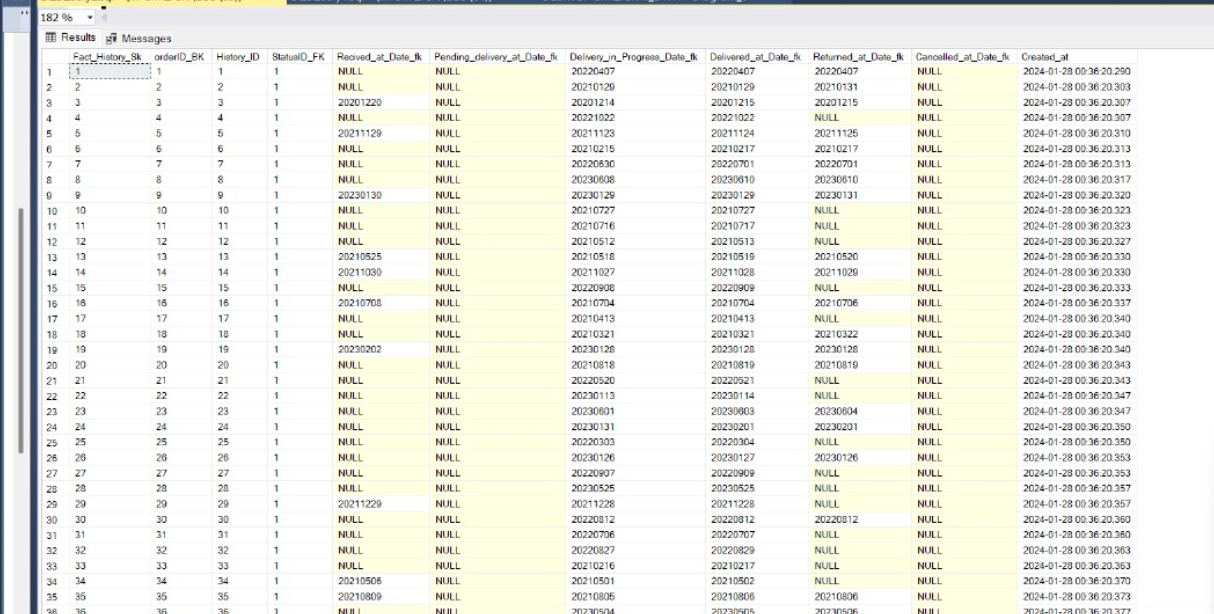 182 %
Results Messages
Fact_History_Sk orderID_BK History_ID StatueID_FK Recived_at_Date_fk Pending_delivery_at_Date_fk Delivery_in_Progress_Date_fk Delivered_at_Date_fk Returned_at_Date_fk Cancelled_at_Date_fk Created_at
1 1 1 1 1 NULL NULL 20220407 20220407 20220407 NULL 2024-01-28 00:36:20.290
2 2 2 2 1 NULL NULL 20210129 20210129 20210131 NULL 2024-01-28 00:36:20.303
3 3 3 3 1 20201220 NULL 20201214 20201215 20201215 NULL 2024-01-28 00:36:20.307
4 4 4 4 1 NULL NULL 20221022 20221022 NULL NULL 2024-01-28 00:36:20.307
5 5 5 5 1 20211129 NULL 20211123 20211124 20211125 NULL 2024-01-28 00:36:20.310
6 6 6 6 1 NULL NULL 20210215 20210217 20210217 NULL 2024-01-28 00:36:20.313
7 7 7 7 1 NULL NULL 20220630 20220701 20220701 NULL 2024-01-28 00:36:20.313
8 8 8 8 1 NULL NULL 20230608 20230610 20230610 NULL 2024-01-28 00:36:20.317
9 9 9 9 1 20230130 NULL 20230129 20230129 20230131 NULL 2024-01-28 00:36:20.320
10 10 10 10 1 NULL NULL 20210727 20210727 NULL NULL 2024-01-28 00:36:20.323
11 11 11 11 1 NULL NULL 20210716 20210717 NULL NULL 2024-01-28 00:36:20.323
12 12 12 12 1 NULL NULL 20210512 20210513 NULL NULL 2024-01-28 00:36:20.327
13 13 13 13 1 20210525 NULL 20210518 20210519 20210520 NULL 2024-01-28 00:36:20.330
14 14 14 14 1 20211030 NULL 20211027 20211028 20211029 NULL 2024-01-28 00:36:20.330
15 15 15 15 1 NULL NULL 20220908 20220909 NULL NULL 2024-01-28 00:36:20.333
16 16 16 16 1 20210708 NULL 20210704 20210704 20210706 NULL 2024-01-28 00:36:20.337
17 17 17 17 1 NULL NULL 20210413 20210413 NULL NULL 2024-01-28 00:36:20.340
18 18 18 18 1 NULL NULL 20210321 20210321 20210322 NULL 2024-01-28 00:36:20.340
19 19 19 19 1 20230202 NULL 20230128 20230128 20230128 NULL 2024-01-28 00:36:20.340
20 20 20 20 1 NULL NULL 20210818 20210819 20210819 NULL 2024-01-28 00:36:20.343
21 21 21 21 1 NULL NULL 20220520 20220521 NULL NULL 2024-01-28 00:36:20.343
22 22 22 22 1 NULL NULL 20230113 20230114 NULL NULL 2024-01-28 00:36:20.347
23 23 23 23 1 NULL NULL 20230601 20230603 20230604 NULL 2024-01-28 00:36:20.347
24 24 24 24 1 NULL NULL 20230131 20230201 20230201 NULL 2024-01-28 00:36:20.350
25 25 25 25 1 NULL NULL 20220303 20220304 NULL NULL 2024-01-28 00:36:20.350
26 26 26 26 1 NULL NULL 20230126 20230127 20230126 NULL 2024-01-28 00:36:20.353
27 27 27 27 1 NULL NULL 20220907 20220909 NULL NULL 2024-01-28 00:36:20.353
28 28 28 28 1 NULL NULL 20230525 20230525 NULL NULL 2024-01-28 00:36:20.357
29 29 29 29 1 20211229 NULL 20211228 20211228 NULL NULL 2024-01-28 00:36:20.357
30 30 30 30 1 NULL NULL 20220812 20220812 20220812 NULL 2024-01-28 00:36:20.360
31 31 31 31 1 NULL NULL 20220706 20220707 NULL NULL 2024-01-28 00:36:20.360
32 32 32 32 1 NULL NULL 20220827 20220829 NULL NULL 2024-01-28 00:36:20.363
33 33 33 33 1 NULL NULL 20210216 20210217 NULL NULL 2024-01-28 00:36:20.363
34 34 34 34 1 20210506 NULL 20210501 20210502 NULL NULL 2024-01-28 00:36:20.370
35 35 35 35 1 20210809 NULL 20210805 20210806 20210806 NULL 2024-01-28 00:36:20.373
36 36 36 36 1 NULL NULL 20230504 20230505 20230506 NULL 2024-01-28 00:36:20.377